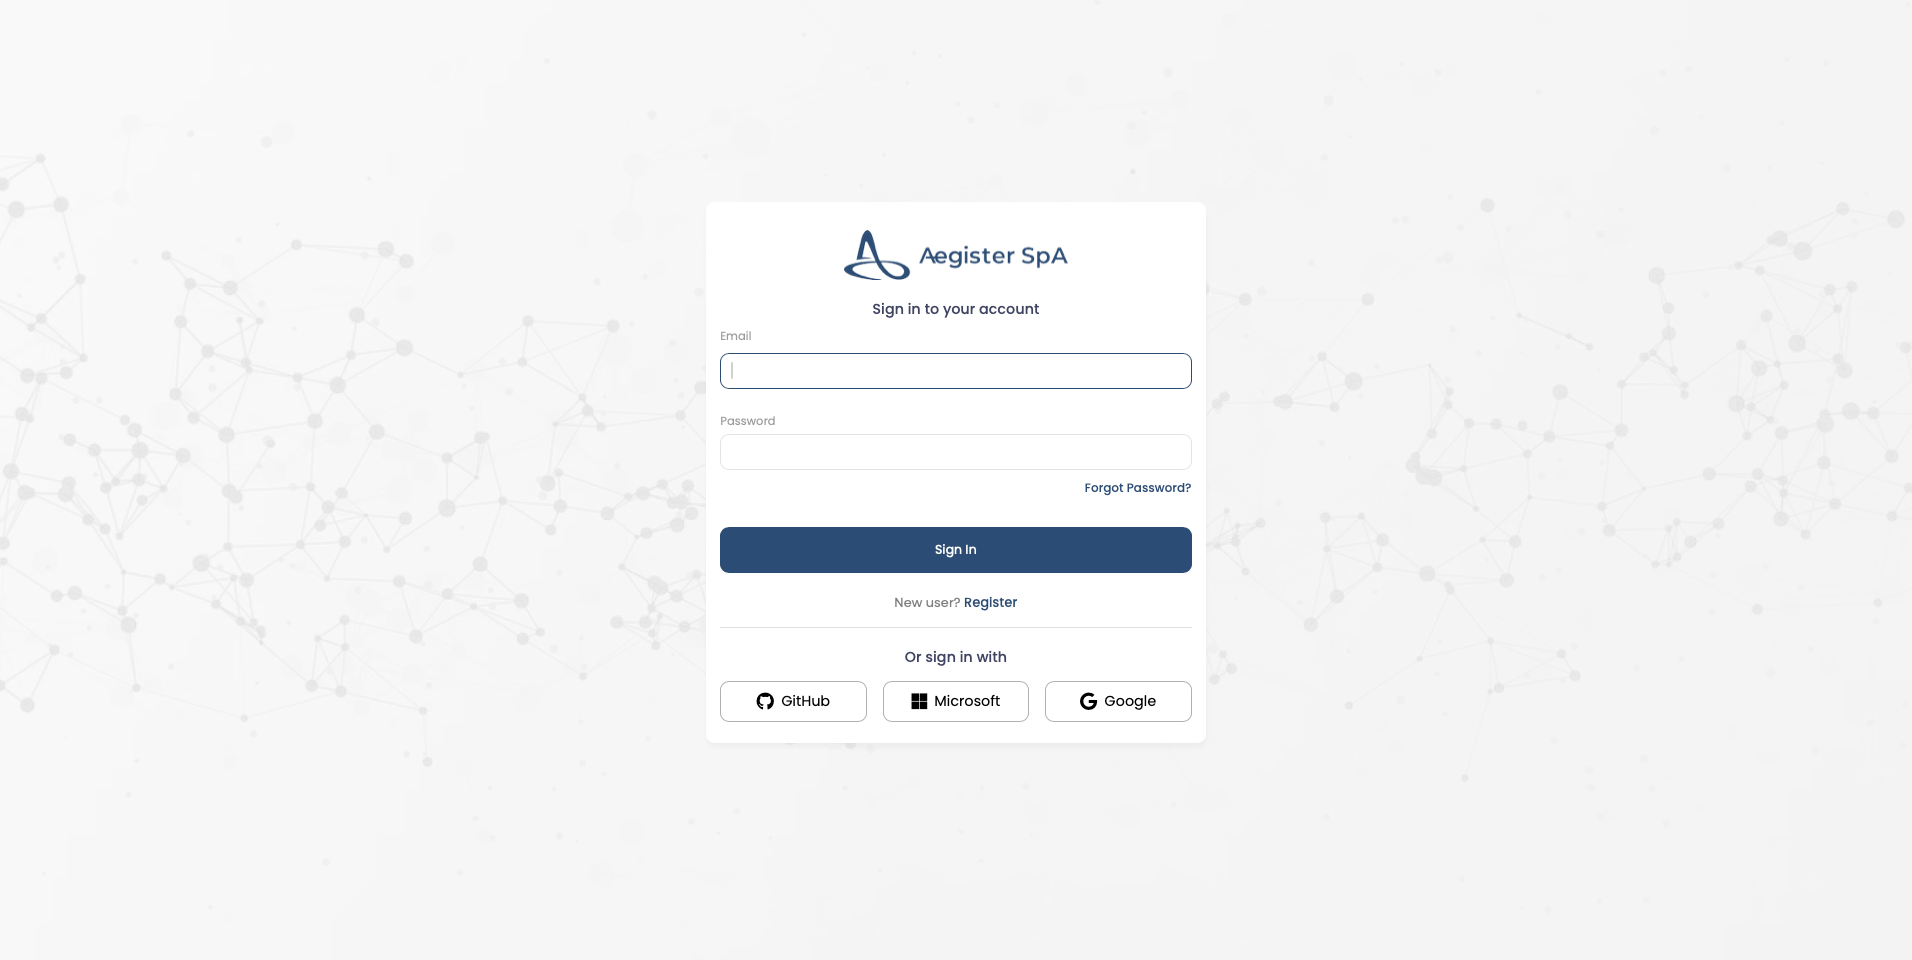 Aegister SpA
Sign in to your account
Email
Password
Forgot Password?
Sign In
New user? Register
Or sign in with
GitHub
Microsoft
Google